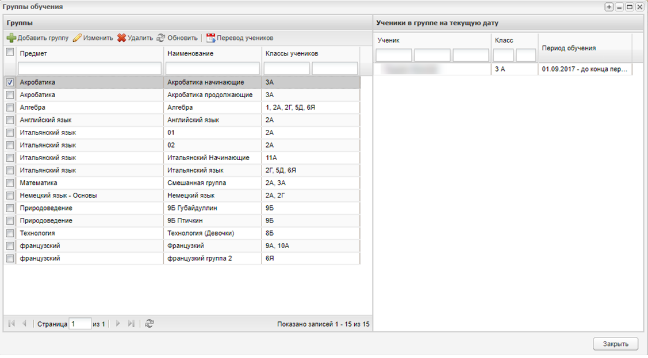 Группы обучения
Группы
Добавить группу Изменить Удалить Обновить Перевод учеников
Предмет Наименование Классы учеников
Акробатика Акробатика начинающие 3А
Акробатика Акробатика продолжающие 3А
Алгебра Алгебра 1, 2А, 2Г, 5Д, 6Я
Английский язык Английский язык 2А
Итальянский язык 01 2А
Итальянский язык 02 2А
Итальянский язык Итальянский Начинающие 11А
Итальянский язык Итальянский язык 2Г, 5Д, 6Я
Математика Смешанная группа 2А, 3А
Немецкий язык - Основы Немецкий язык 2А, 2Г
Природоведение 9Б Губайдуллин 9Б
Природоведение 9Б Птичкин 9Б
Технология Технология (Девочки) 8Б
французский Французкий 9А, 10А
французский французкий группа 2 6Я
Страница 1 из 1 Показано записей 1 - 15 из 15
Ученики в группе на текущую дату
Ученик Класс Период обучения
3 А 01.09.2017 - до конца пер...
Закрыть